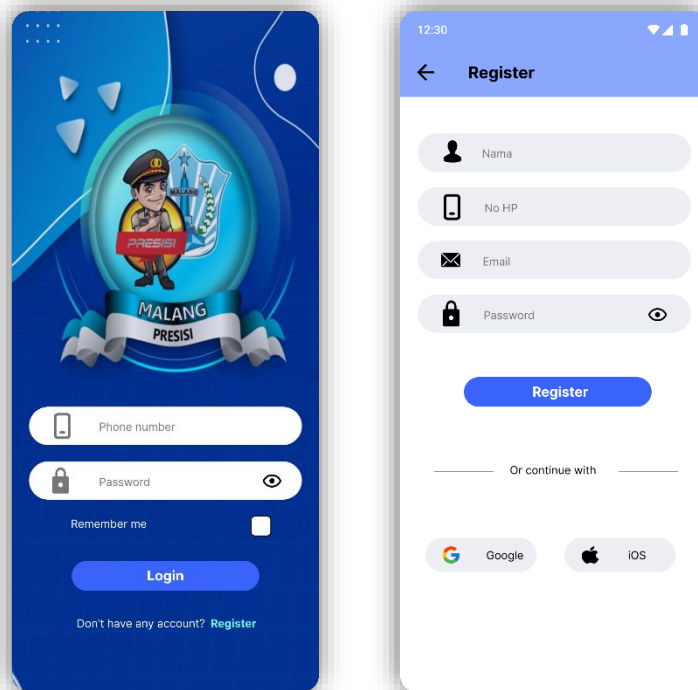 MALANG
PRESISI
MALANG
PRESISI
Phone number
Password
Remember me
Login
Don't have any account? Register
12:30
Register
Nama
No HP
Email
Password
Register
Or continue with
Google
iOS